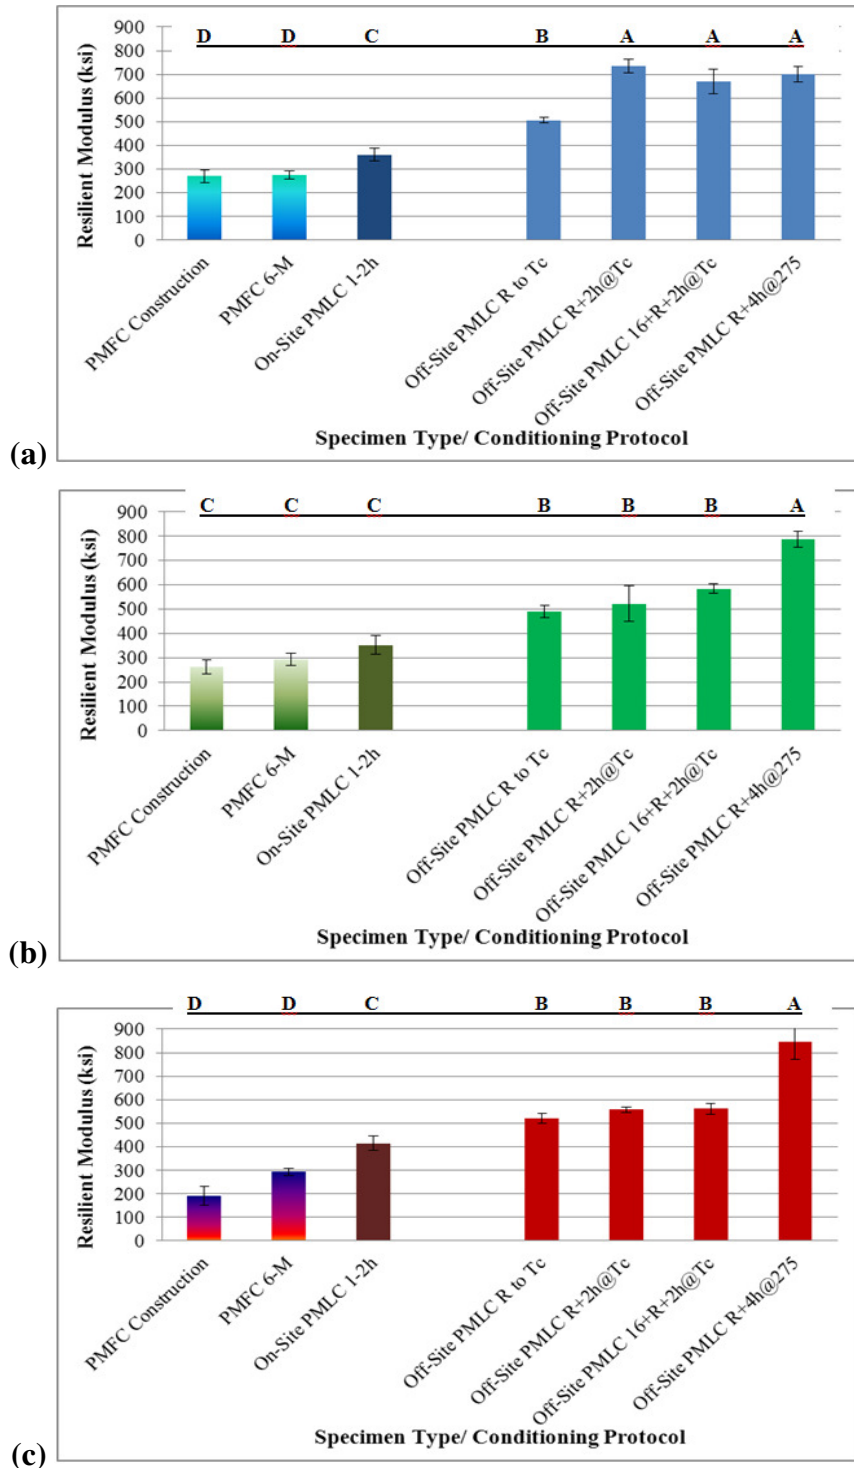 D D C B A A A
900
800
700
600
500
400
300
200
100
0
Resilient Modulus (ksi)
PMFC Construction
PMFC 6-M
On-Site PMLC 1-2h
Off-Site PMLC R to Tc
Off-Site PMLC R+2h@Tc
Off-Site PMLC 16+R+2h@Tc
Off-Site PMLC R+4h@275
Specimen Type/ Conditioning Protocol
(a)
C C C B B B A
900
800
700
600
500
400
300
200
100
0
Resilient Modulus (ksi)
PMFC Construction
PMFC 6-M
On-Site PMLC 1-2h
Off-Site PMLC R to Tc
Off-Site PMLC R+2h@Tc
Off-Site PMLC 16+R+2h@Tc
Off-Site PMLC R+4h@275
Specimen Type/ Conditioning Protocol
(b)
D D C B B B A
900
800
700
600
500
400
300
200
100
0
Resilient Modulus (ksi)
PMFC Construction
PMFC 6-M
On-Site PMLC 1-2h
Off-Site PMLC R to Tc
Off-Site PMLC R+2h@Tc
Off-Site PMLC 16+R+2h@Tc
Off-Site PMLC R+4h@275
Specimen Type/ Conditioning Protocol
(c)